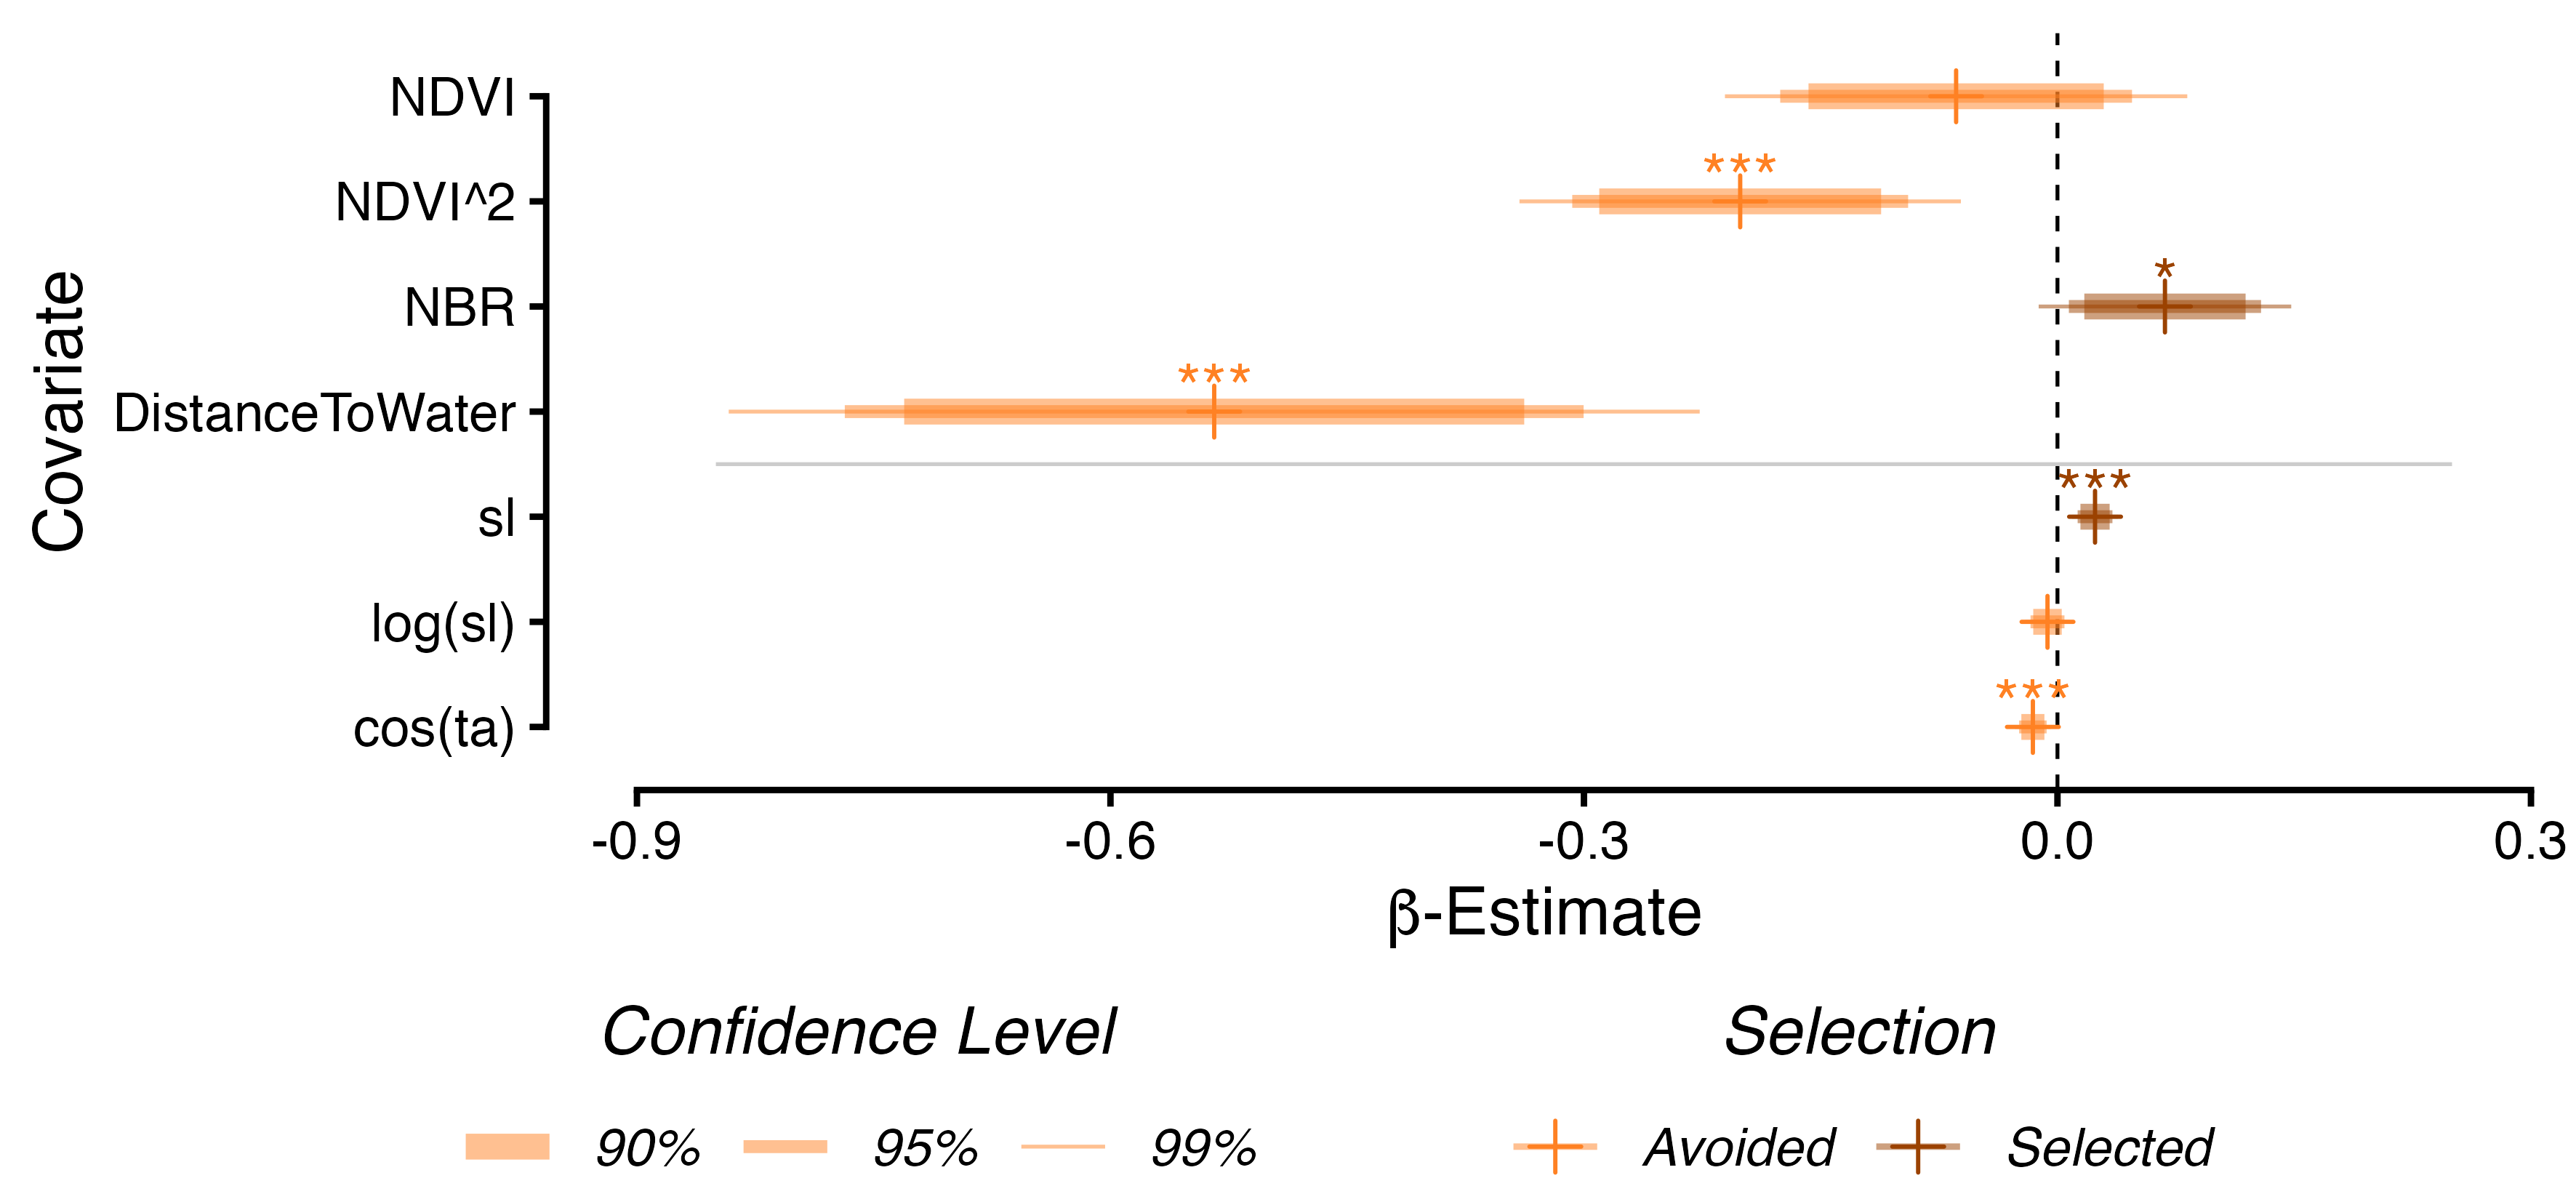 NDVI
***
NDVI^2
*
NBR
***
DistanceToWater
***
sl
log(sl)
***
cos(ta)
Covariate
-0.9 -0.6 -0.3 0.0 0.3
β-Estimate
Confidence Level Selection
90% 95% 99% Avoided Selected